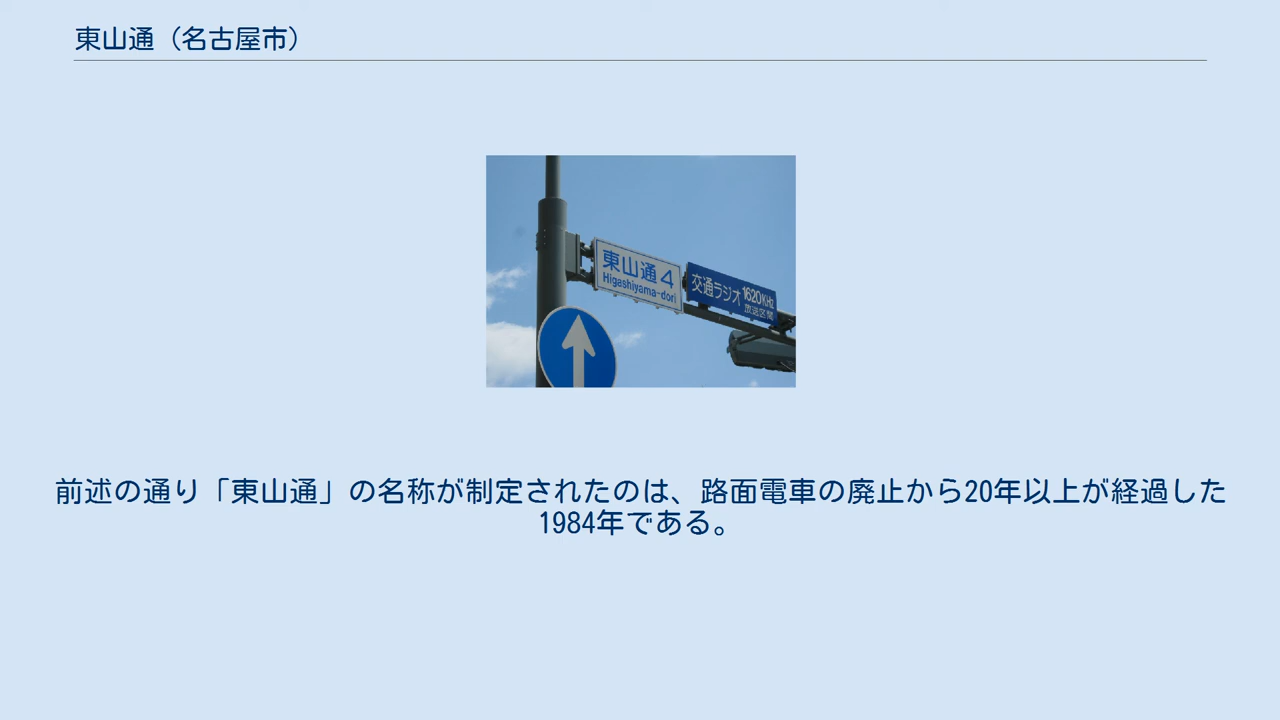 東山通（名古屋市）
東山通4
Higashiyama-dori
交通ラジオ 1620KHz
放送区間
前述の通り「東山通」の名称が制定されたのは、路面電車の廃止から20年以上が経過した
1984年である。